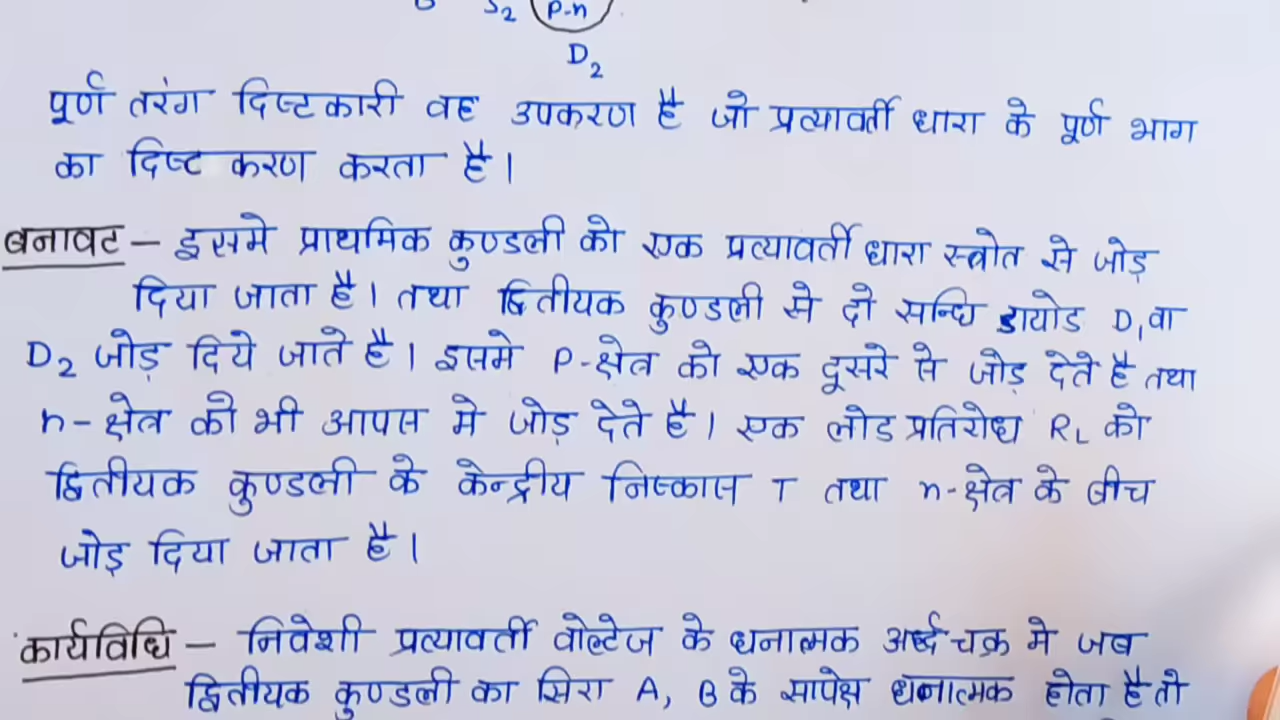 S₂ P-n
D₂
पूर्ण तरंग दिष्टकारी वह उपकरण है जो प्रत्यावर्ती धारा के पूर्ण भाग
का दिष्ट करण करता है।
बनावट – इसमे प्राथमिक कुण्डली को एक प्रत्यावर्ती धारा स्त्रोत से जोड़
दिया जाता है। तथा द्वितीयक कुण्डली से दो सन्धि डायोड D₁ वा
D₂ जोड़ दिये जाते है। इसमे P-क्षेत्र को एक दूसरे से जोड़ देते है तथा
n-क्षेत्र को भी आपस मे जोड़ देते है। एक लोड प्रतिरोध RL को
द्वितीयक कुण्डली के केन्द्रीय निष्कास T तथा n-क्षेत्र के बीच
जोड़ दिया जाता है।
कार्यविधि – निवेशी प्रत्यावर्ती वोल्टेज के धनात्मक अर्द्ध चक्र मे जब
द्वितीयक कुण्डली का सिरा A, B के सापेक्ष धनात्मक होता है तो